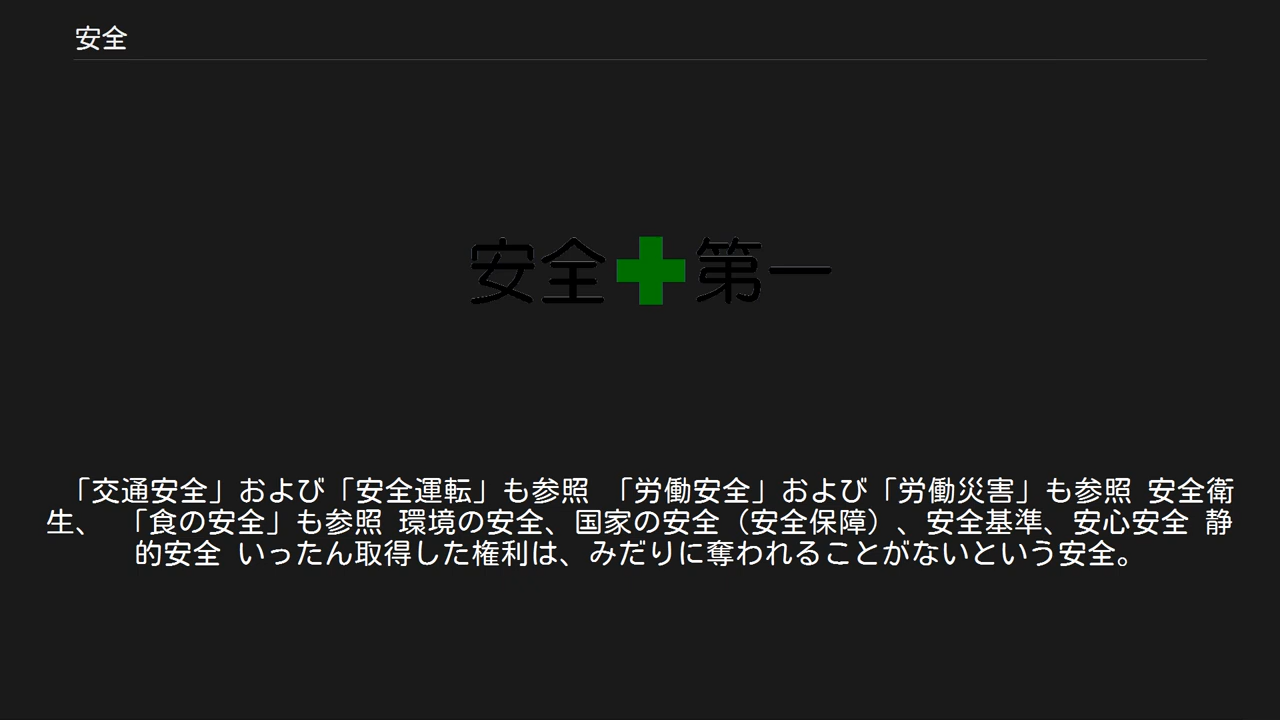 安全
安全第一
「交通安全」および「安全運転」も参照 「労働安全」および「労働災害」も参照 安全衛
生、 「食の安全」も参照 環境の安全、国家の安全（安全保障）、安全基準、安心安全 静
的安全 いったん取得した権利は、みだりに奪われることがないという安全。